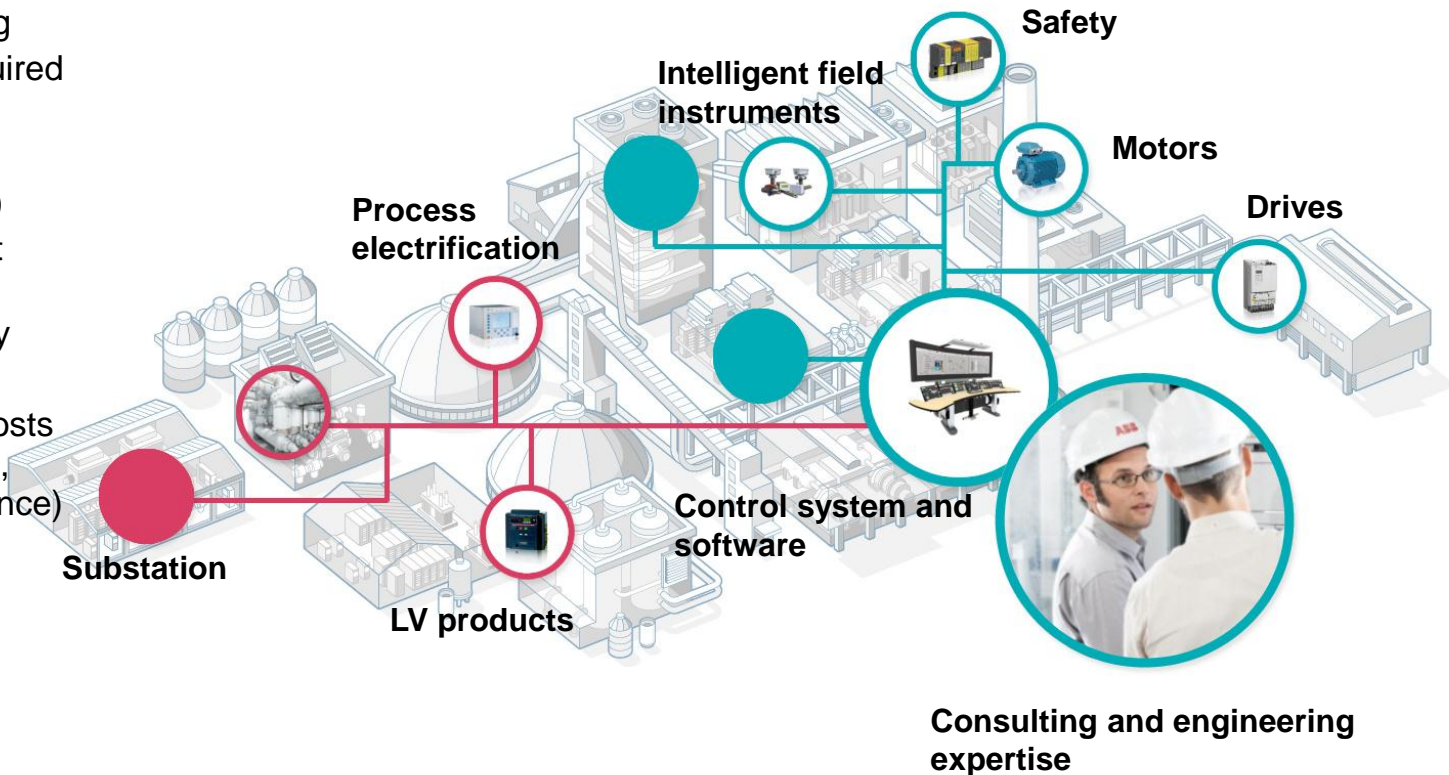 Safety
Intelligent field
instruments
Motors
Drives
Process
electrification
Control system and
software
Substation
LV products
ABB
Consulting and engineering
expertise
y
)